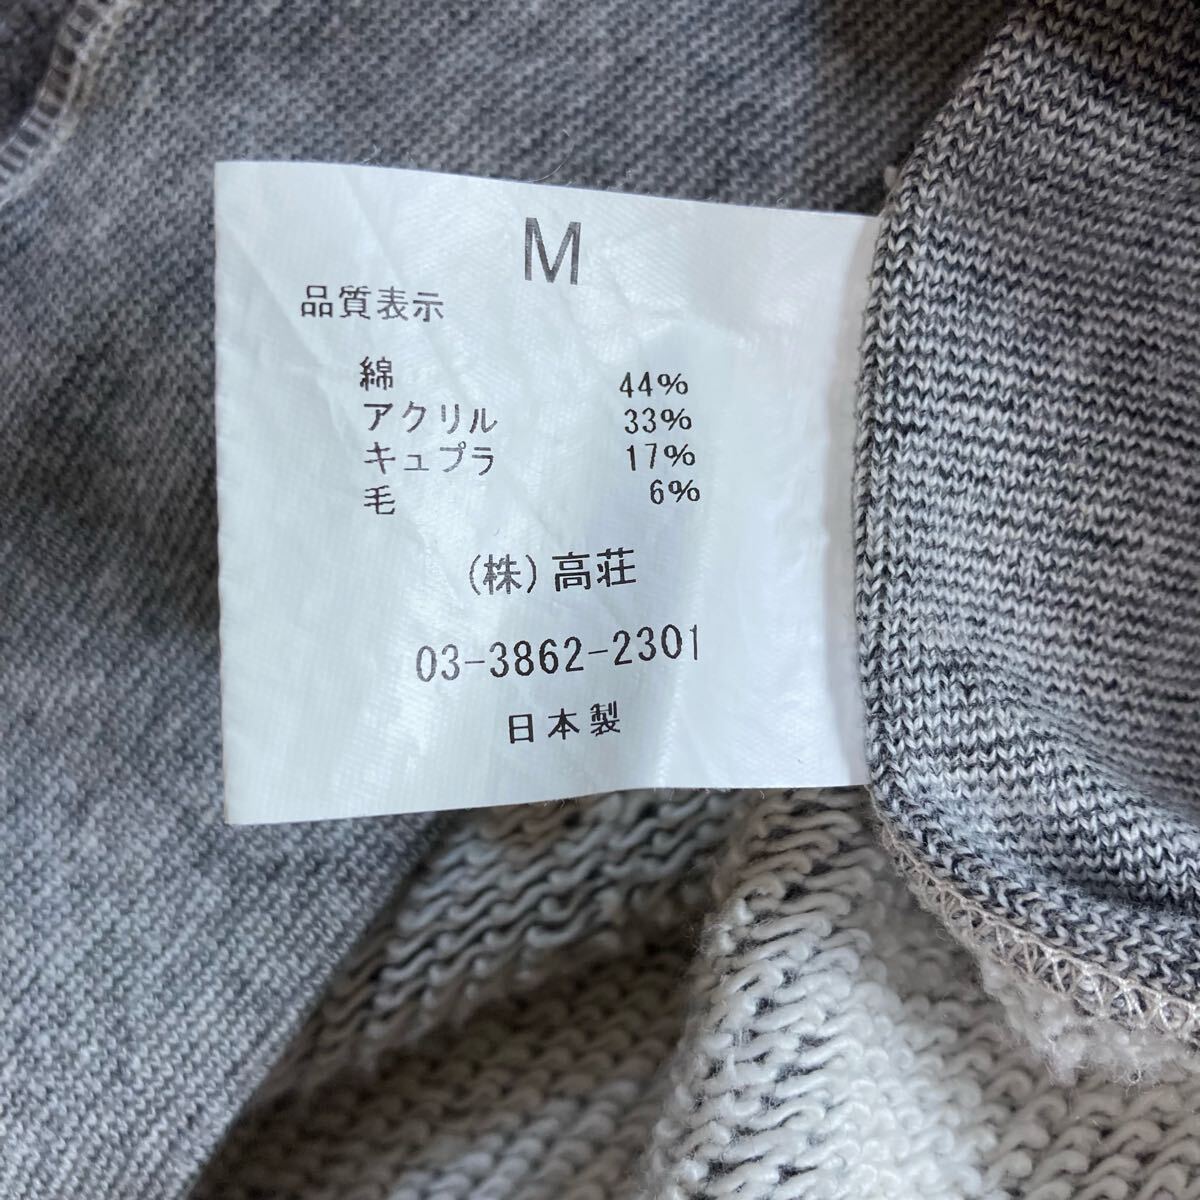 M
品質表示
綿 44%
アクリル 33%
キュプラ 17%
毛 6%
(株)高荘
03-3862-2301
日本製